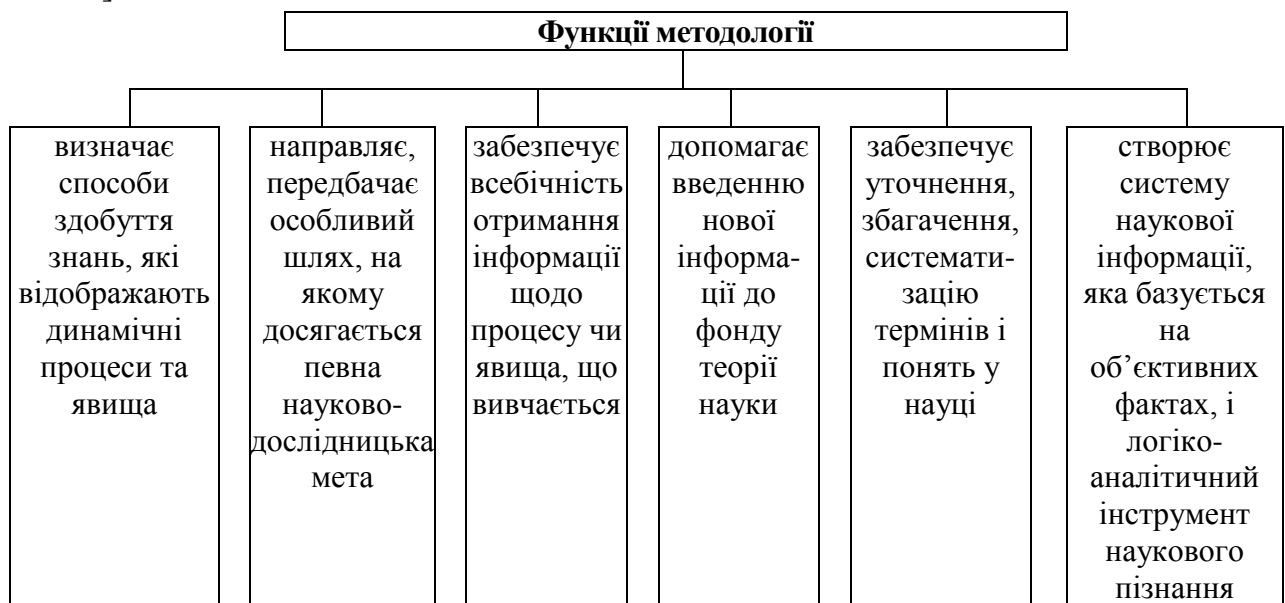 Функції методології
визначає
способи
здобуття
знань, які
відображають
динамічні
процеси та
явища
направляє,
передбачає
особливий
шлях, на
якому
досягається
певна
науково-
дослідницька
мета
забезпечує
всебічність
отримання
інформації
щодо
процесу чи
явища, що
вивчається
допомагає
введенню
нової
інформа-
ції до
фонду
теорії
науки
забезпечує
уточнення,
збагачення,
системати-
зацію
термінів і
понять у
науці
створює
систему
наукової
інформації,
яка базується
на
об’єктивних
фактах, і
логіко-
аналітичний
інструмент
наукового
пізнання